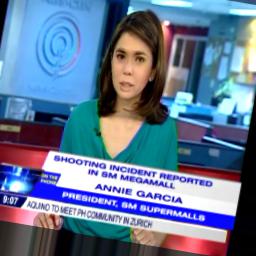 SHOOTING INCIDENT REPORTED
IN SM MEGAMALL
ON THE
PHONE
ANNIE GARCIA
PRESIDENT, SM SUPERMALLS
9:07
AQUINO TO MEET PH COMMUNITY IN ZURICH